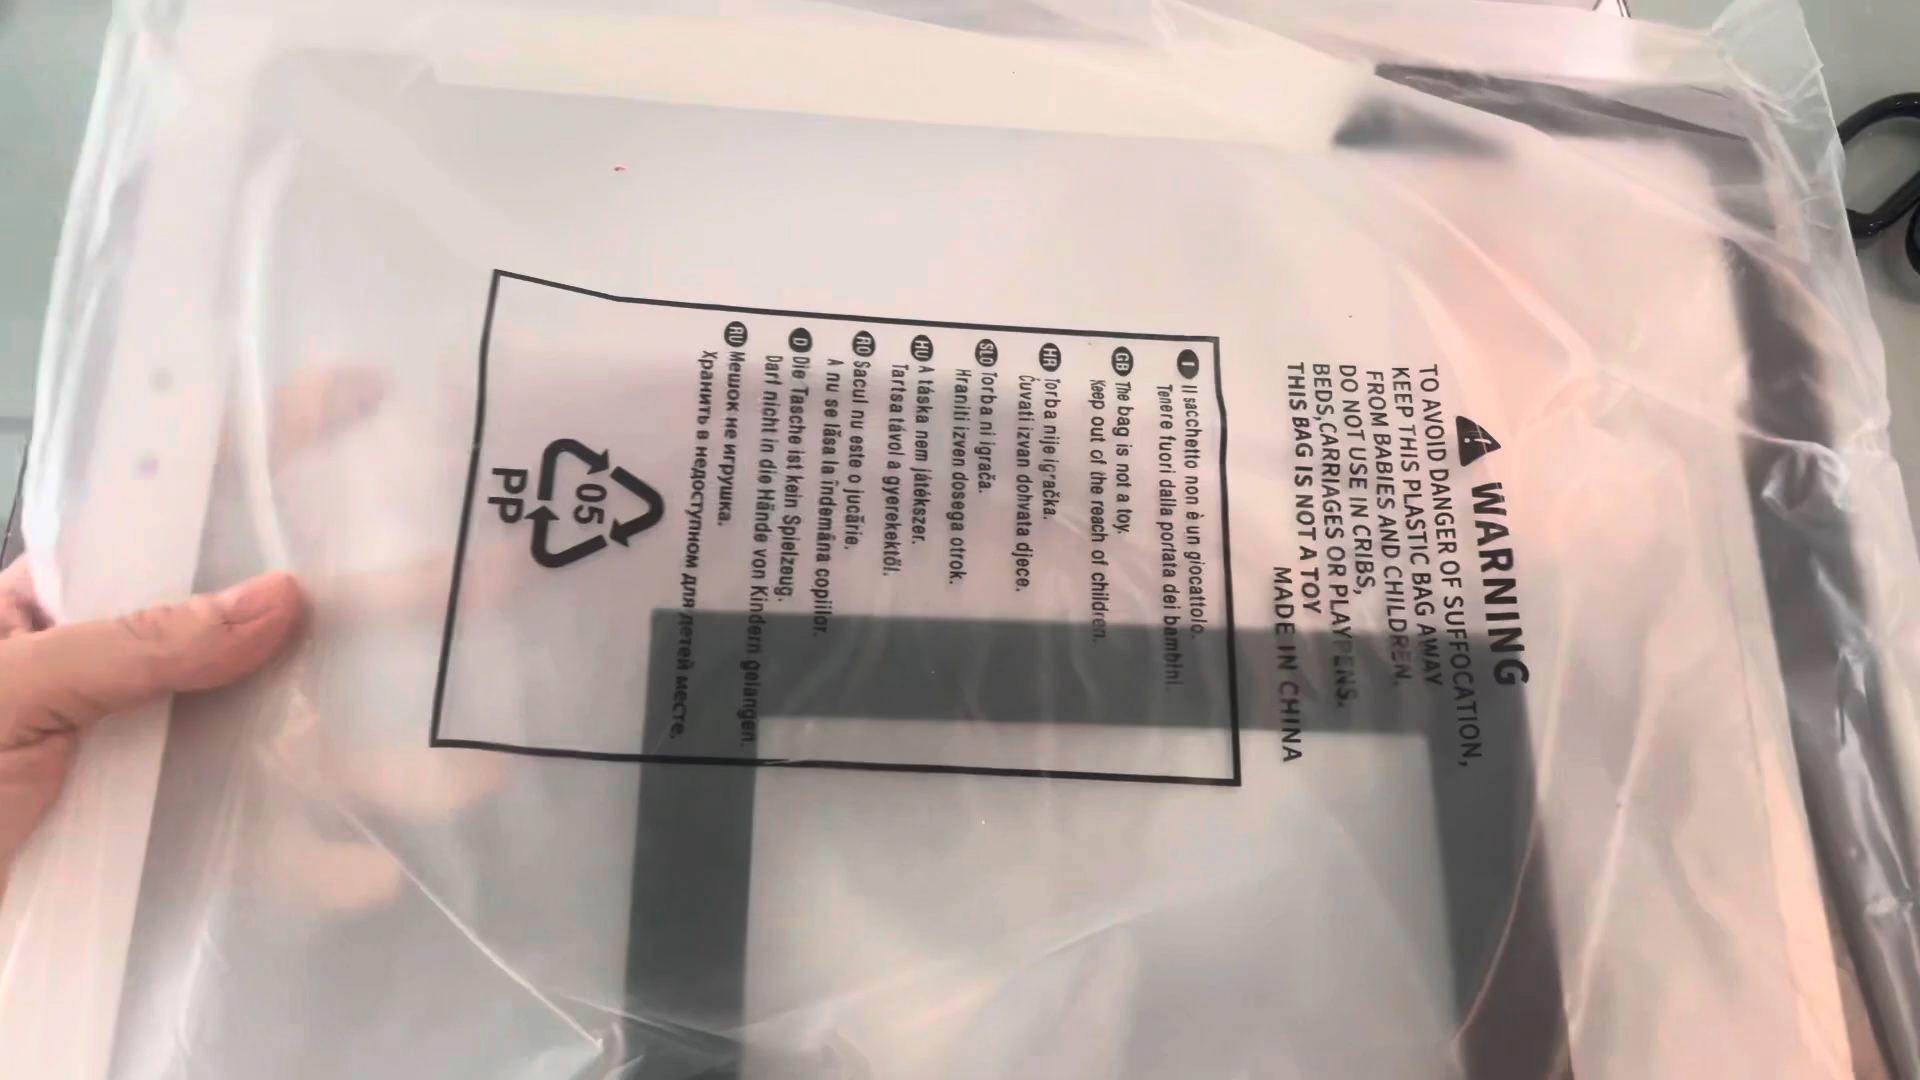 ⚠ WARNING
TO AVOID DANGER OF SUFFOCATION,
KEEP THIS PLASTIC BAG AWAY
FROM BABIES AND CHILDREN.
DO NOT USE IN CRIBS,
BEDS,CARRIAGES OR PLAYPENS.
THIS BAG IS NOT A TOY
MADE IN CHINA
I Il sacchetto non è un giocattolo.
Tenere fuori dalla portata dei bambini.
GB The bag is not a toy.
Keep out of the reach of children.
HR Torba nije igračka.
Čuvati izvan dohvata djece.
SLO Torba ni igrača.
Hraniti izven dosega otrok.
HU A táska nem játékszer.
Tartsa távol a gyerekektől.
RO Sacul nu este o jucărie.
A nu se lăsa la îndemâna copiilor.
D Die Tasche ist kein Spielzeug.
Darf nicht in die Hände von Kindern gelangen.
RU Мешок не игрушка.
Хранить в недоступном для детей месте.
05
PP